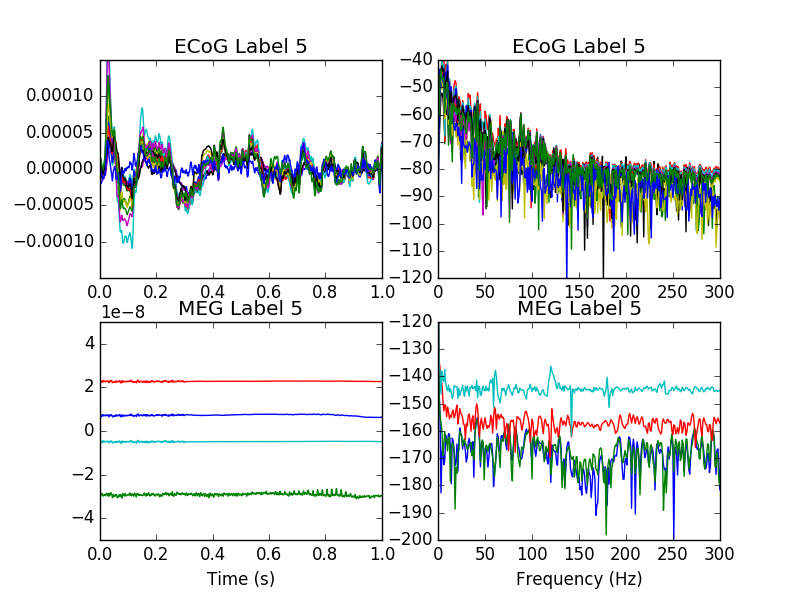 ECoG Label 5
0.00010
0.00005
0.00000
−0.00005
−0.00010
0.0 0.2 0.4 0.6 0.8 1.0
ECoG Label 5
−40
−50
−60
−70
−80
−90
−100
−110
−120
0 50 100 150 200 250 300
1e−8
MEG Label 5
4
2
0
−2
−4
0.0 0.2 0.4 0.6 0.8 1.0
Time (s)
MEG Label 5
−120
−130
−140
−150
−160
−170
−180
−190
−200
0 50 100 150 200 250 300
Frequency (Hz)